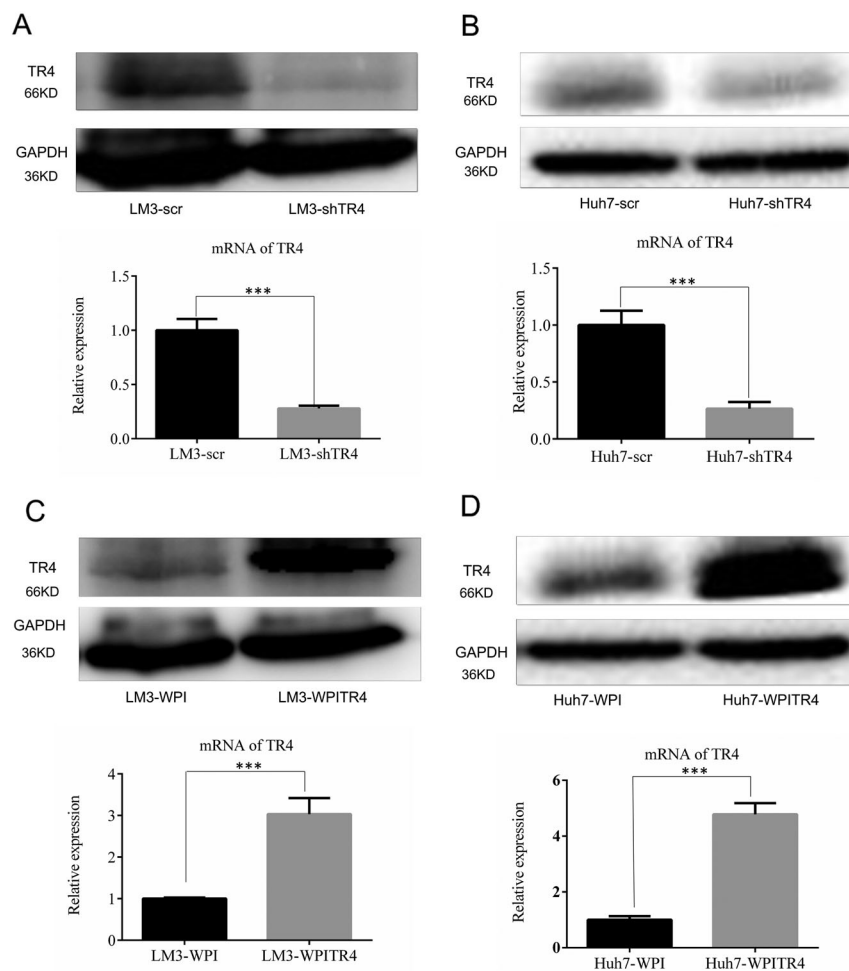 A
TR4
66KD
GAPDH
36KD
LM3-scr LM3-shTR4
mRNA of TR4
Relative expression
1.5
1.0
0.5
0.0
***
LM3-scr LM3-shTR4
B
TR4
66KD
GAPDH
36KD
Huh7-scr Huh7-shTR4
mRNA of TR4
Relative expression
1.5
1.0
0.5
0.0
***
Huh7-scr Huh7-shTR4
C
TR4
66KD
GAPDH
36KD
LM3-WPI LM3-WPITR4
mRNA of TR4
Relative expression
4
3
2
1
0
***
LM3-WPI LM3-WPITR4
D
TR4
66KD
GAPDH
36KD
Huh7-WPI Huh7-WPITR4
mRNA of TR4
Relative expression
6
4
2
0
***
Huh7-WPI Huh7-WPITR4